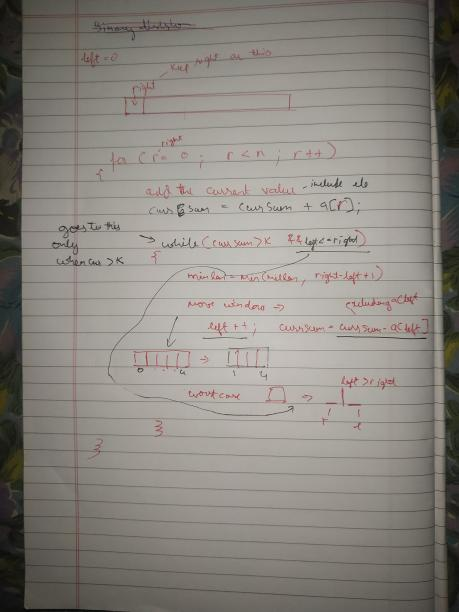 left = 0
keep right on this
right
right
for ( r = 0 ; r < n ; r++ )
{
add the current value - include ele
curr sum = currsum + a[r];
goes to this
only
when cur > K
while (currsum > K && left <= right)
{
minlen = min(minlen, right-left+1)
move window → excluding a[left
left ++ ; currsum = currsum - a[left]
0 4 → 1 4
worst case → left > right
r l
}
}